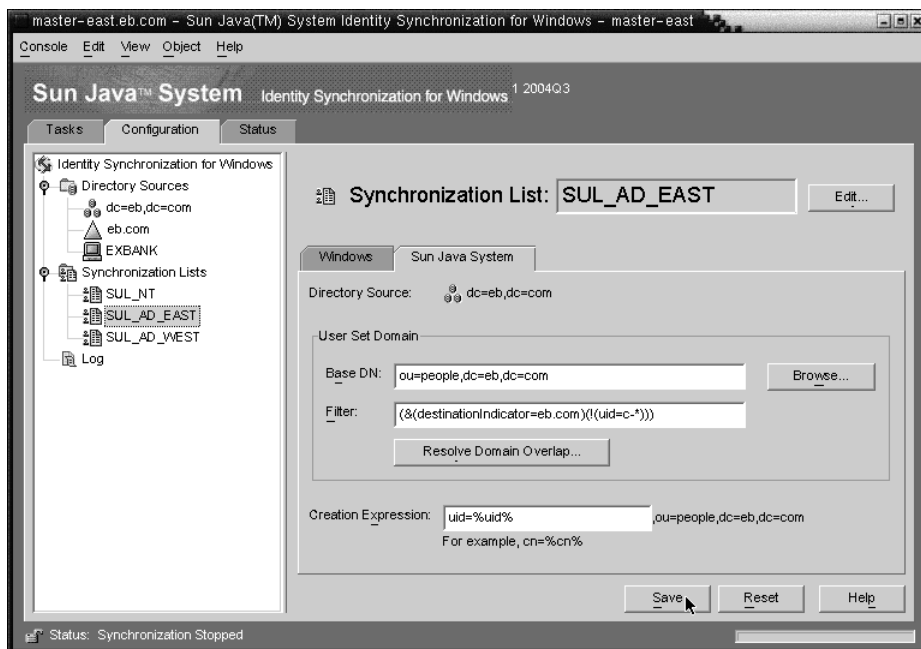 master-east.eb.com - Sun Java(TM) System Identity Synchronization for Windows - master-east
Console Edit View Object Help
Sun Java™ System Identity Synchronization for Windows 1 2004Q3
Tasks Configuration Status
Identity Synchronization for Windows
Directory Sources
dc=eb,dc=com
eb.com
EXBANK
Synchronization Lists
SUL_NT
SUL_AD_EAST
SUL_AD_WEST
Log
Synchronization List: SUL_AD_EAST Edit...
Windows Sun Java System
Directory Source: dc=eb,dc=com
User Set Domain
Base DN: ou=people,dc=eb,dc=com Browse...
Filter: (&(destinationIndicator=eb.com)(!(uid=c-*)))
Resolve Domain Overlap...
Creation Expression: uid=%uid% ,ou=people,dc=eb,dc=com
For example, cn=%cn%
Save Reset Help
Status: Synchronization Stopped